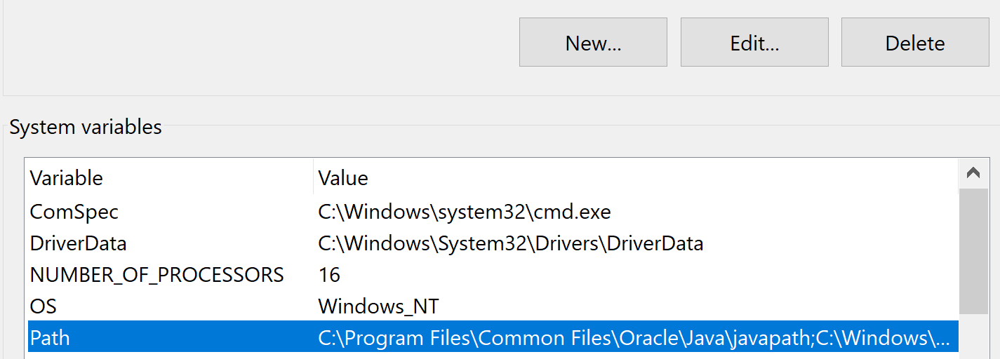 New... Edit... Delete
System variables
Variable Value
ComSpec C:\Windows\system32\cmd.exe
DriverData C:\Windows\System32\Drivers\DriverData
NUMBER_OF_PROCESSORS 16
OS Windows_NT
Path C:\Program Files\Common Files\Oracle\Java\javapath;C:\Windows\...